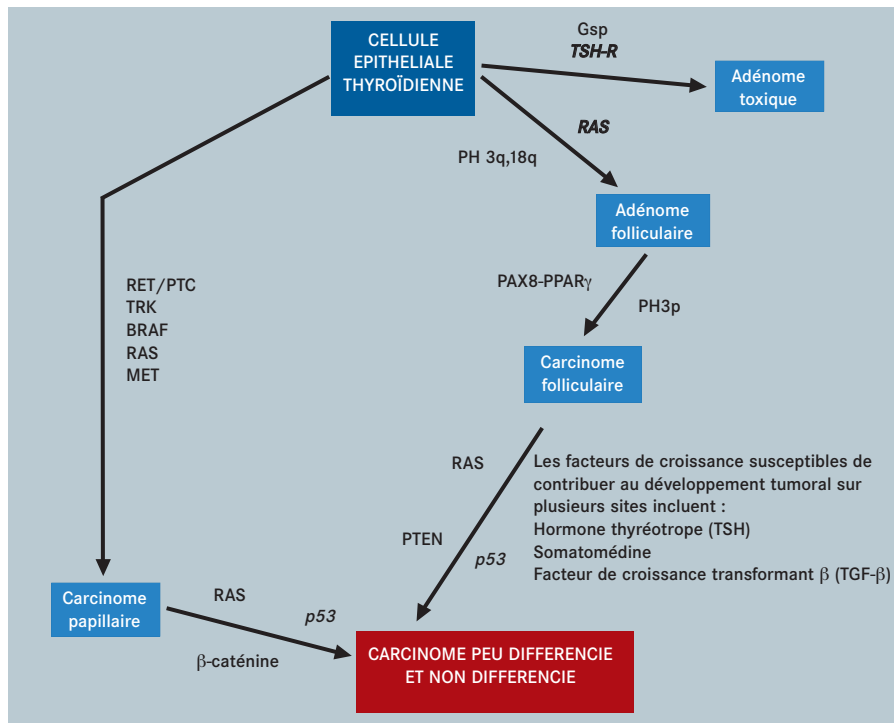 CELLULE
EPITHELIALE
THYROÏDIENNE
Gsp
TSH-R
Adénome
toxique
RAS
PH 3q,18q
Adénome
folliculaire
PAX8-PPARγ
PH3p
RET/PTC
TRK
BRAF
RAS
MET
Carcinome
folliculaire
RAS
PTEN
p53
Les facteurs de croissance susceptibles de
contribuer au développement tumoral sur
plusieurs sites incluent :
Hormone thyréotrope (TSH)
Somatomédine
Facteur de croissance transformant β (TGF-β)
Carcinome
papillaire
RAS
p53
β-caténine
CARCINOME PEU DIFFERENCIE
ET NON DIFFERENCIE